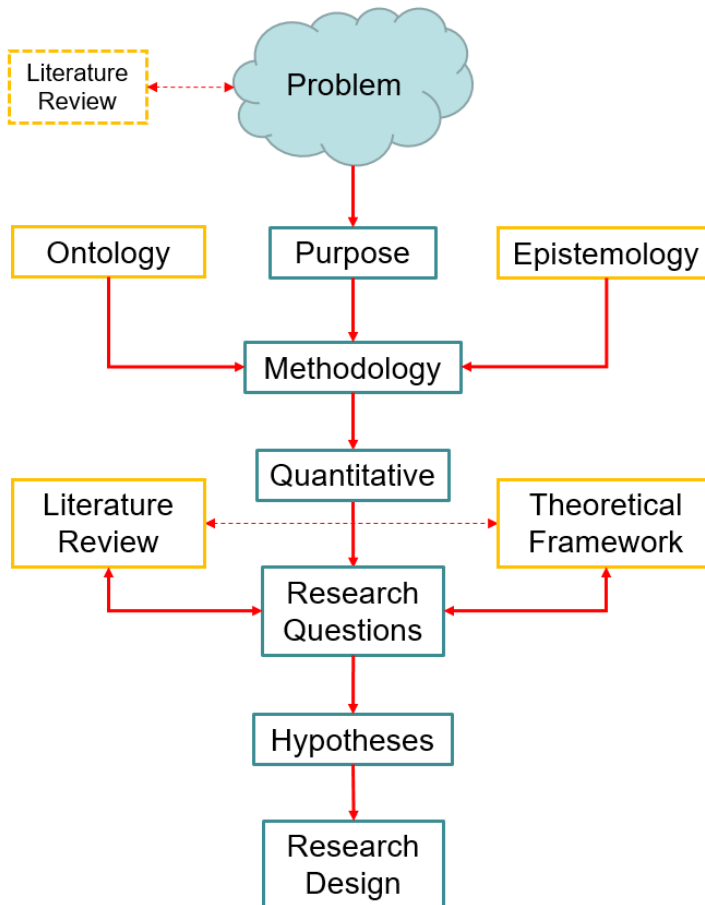 Literature
Review
Problem
Ontology
Purpose
Epistemology
Methodology
Quantitative
Literature
Review
Theoretical
Framework
Research
Questions
Hypotheses
Research
Design